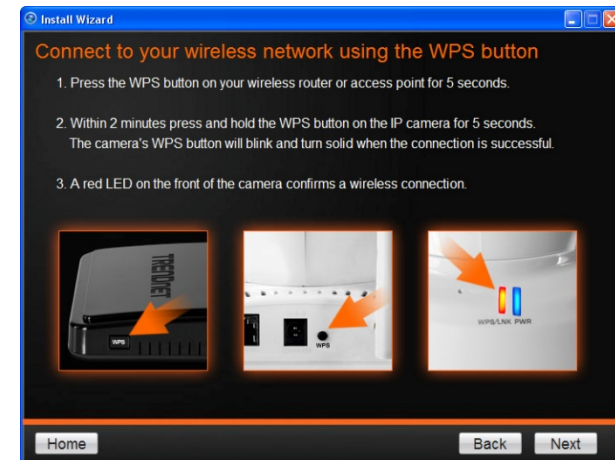 Install Wizard
Connect to your wireless network using the WPS button
1. Press the WPS button on your wireless router or access point for 5 seconds.
2. Within 2 minutes press and hold the WPS button on the IP camera for 5 seconds.
The camera's WPS button will blink and turn solid when the connection is successful.
3. A red LED on the front of the camera confirms a wireless connection.
TRENDNET
WPS
WPS
WPS/LNK PWR
Home
Back
Next